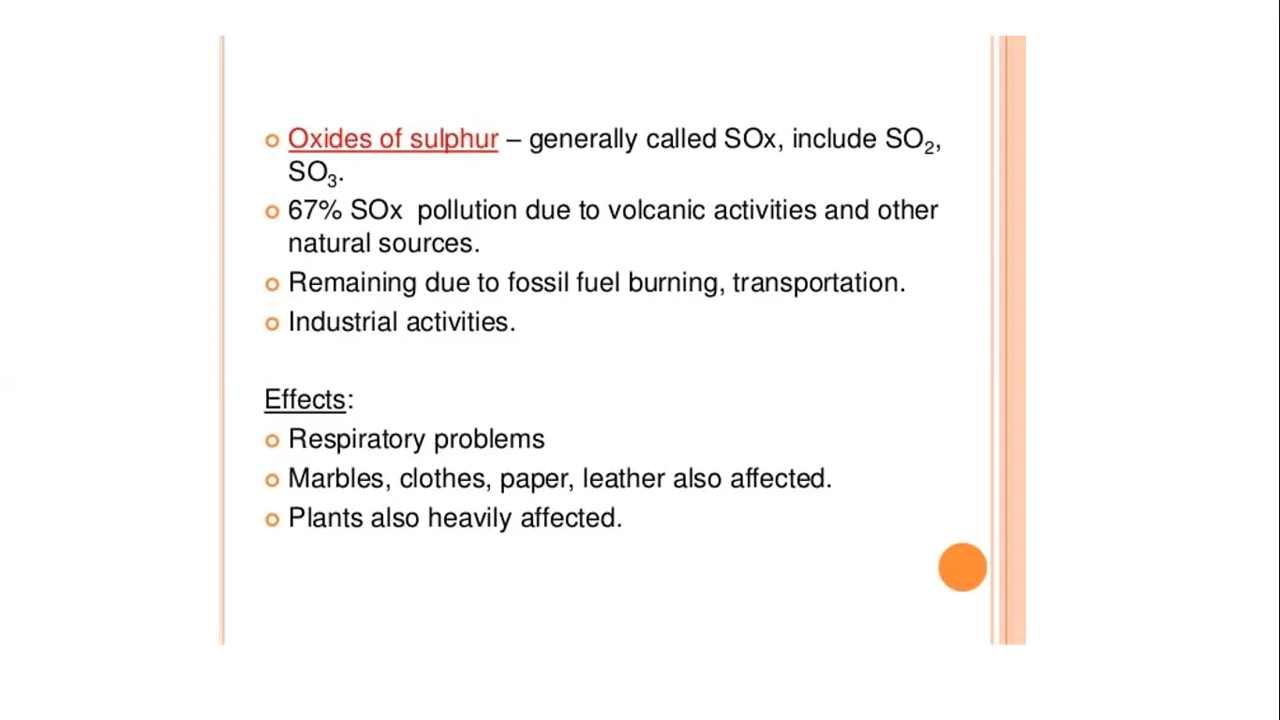 Oxides of sulphur – generally called SOx, include SO₂,
SO₃.
67% SOx  pollution due to volcanic activities and other
natural sources.
Remaining due to fossil fuel burning, transportation.
Industrial activities.
Effects:
Respiratory problems
Marbles, clothes, paper, leather also affected.
Plants also heavily affected.